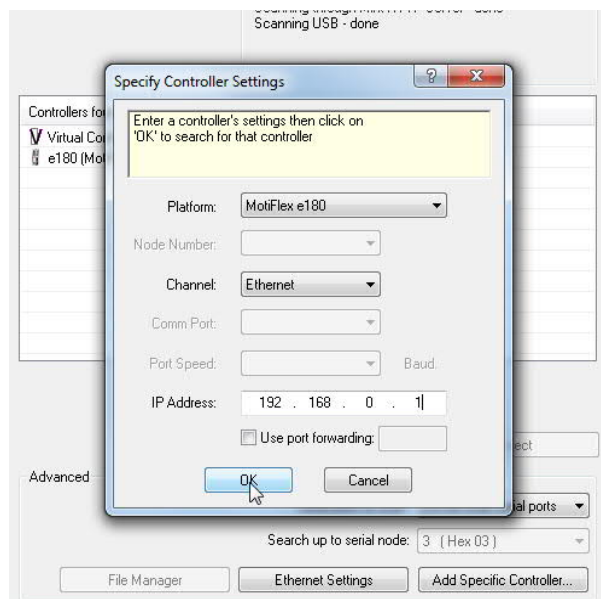 Scanning USB - done
Specify Controller Settings
Controllers fo
Enter a controller's settings then click on
'OK' to search for that controller
Virtual Co
e180 (Mo
Platform: MotiFlex e180
Node Number:
Channel: Ethernet
Comm Port:
Port Speed: Baud.
IP Address: 192 . 168 . 0 . 1
Use port forwarding:
ect
OK Cancel
Advanced
ial ports
Search up to serial node: 3 (Hex 03)
File Manager Ethernet Settings Add Specific Controller...